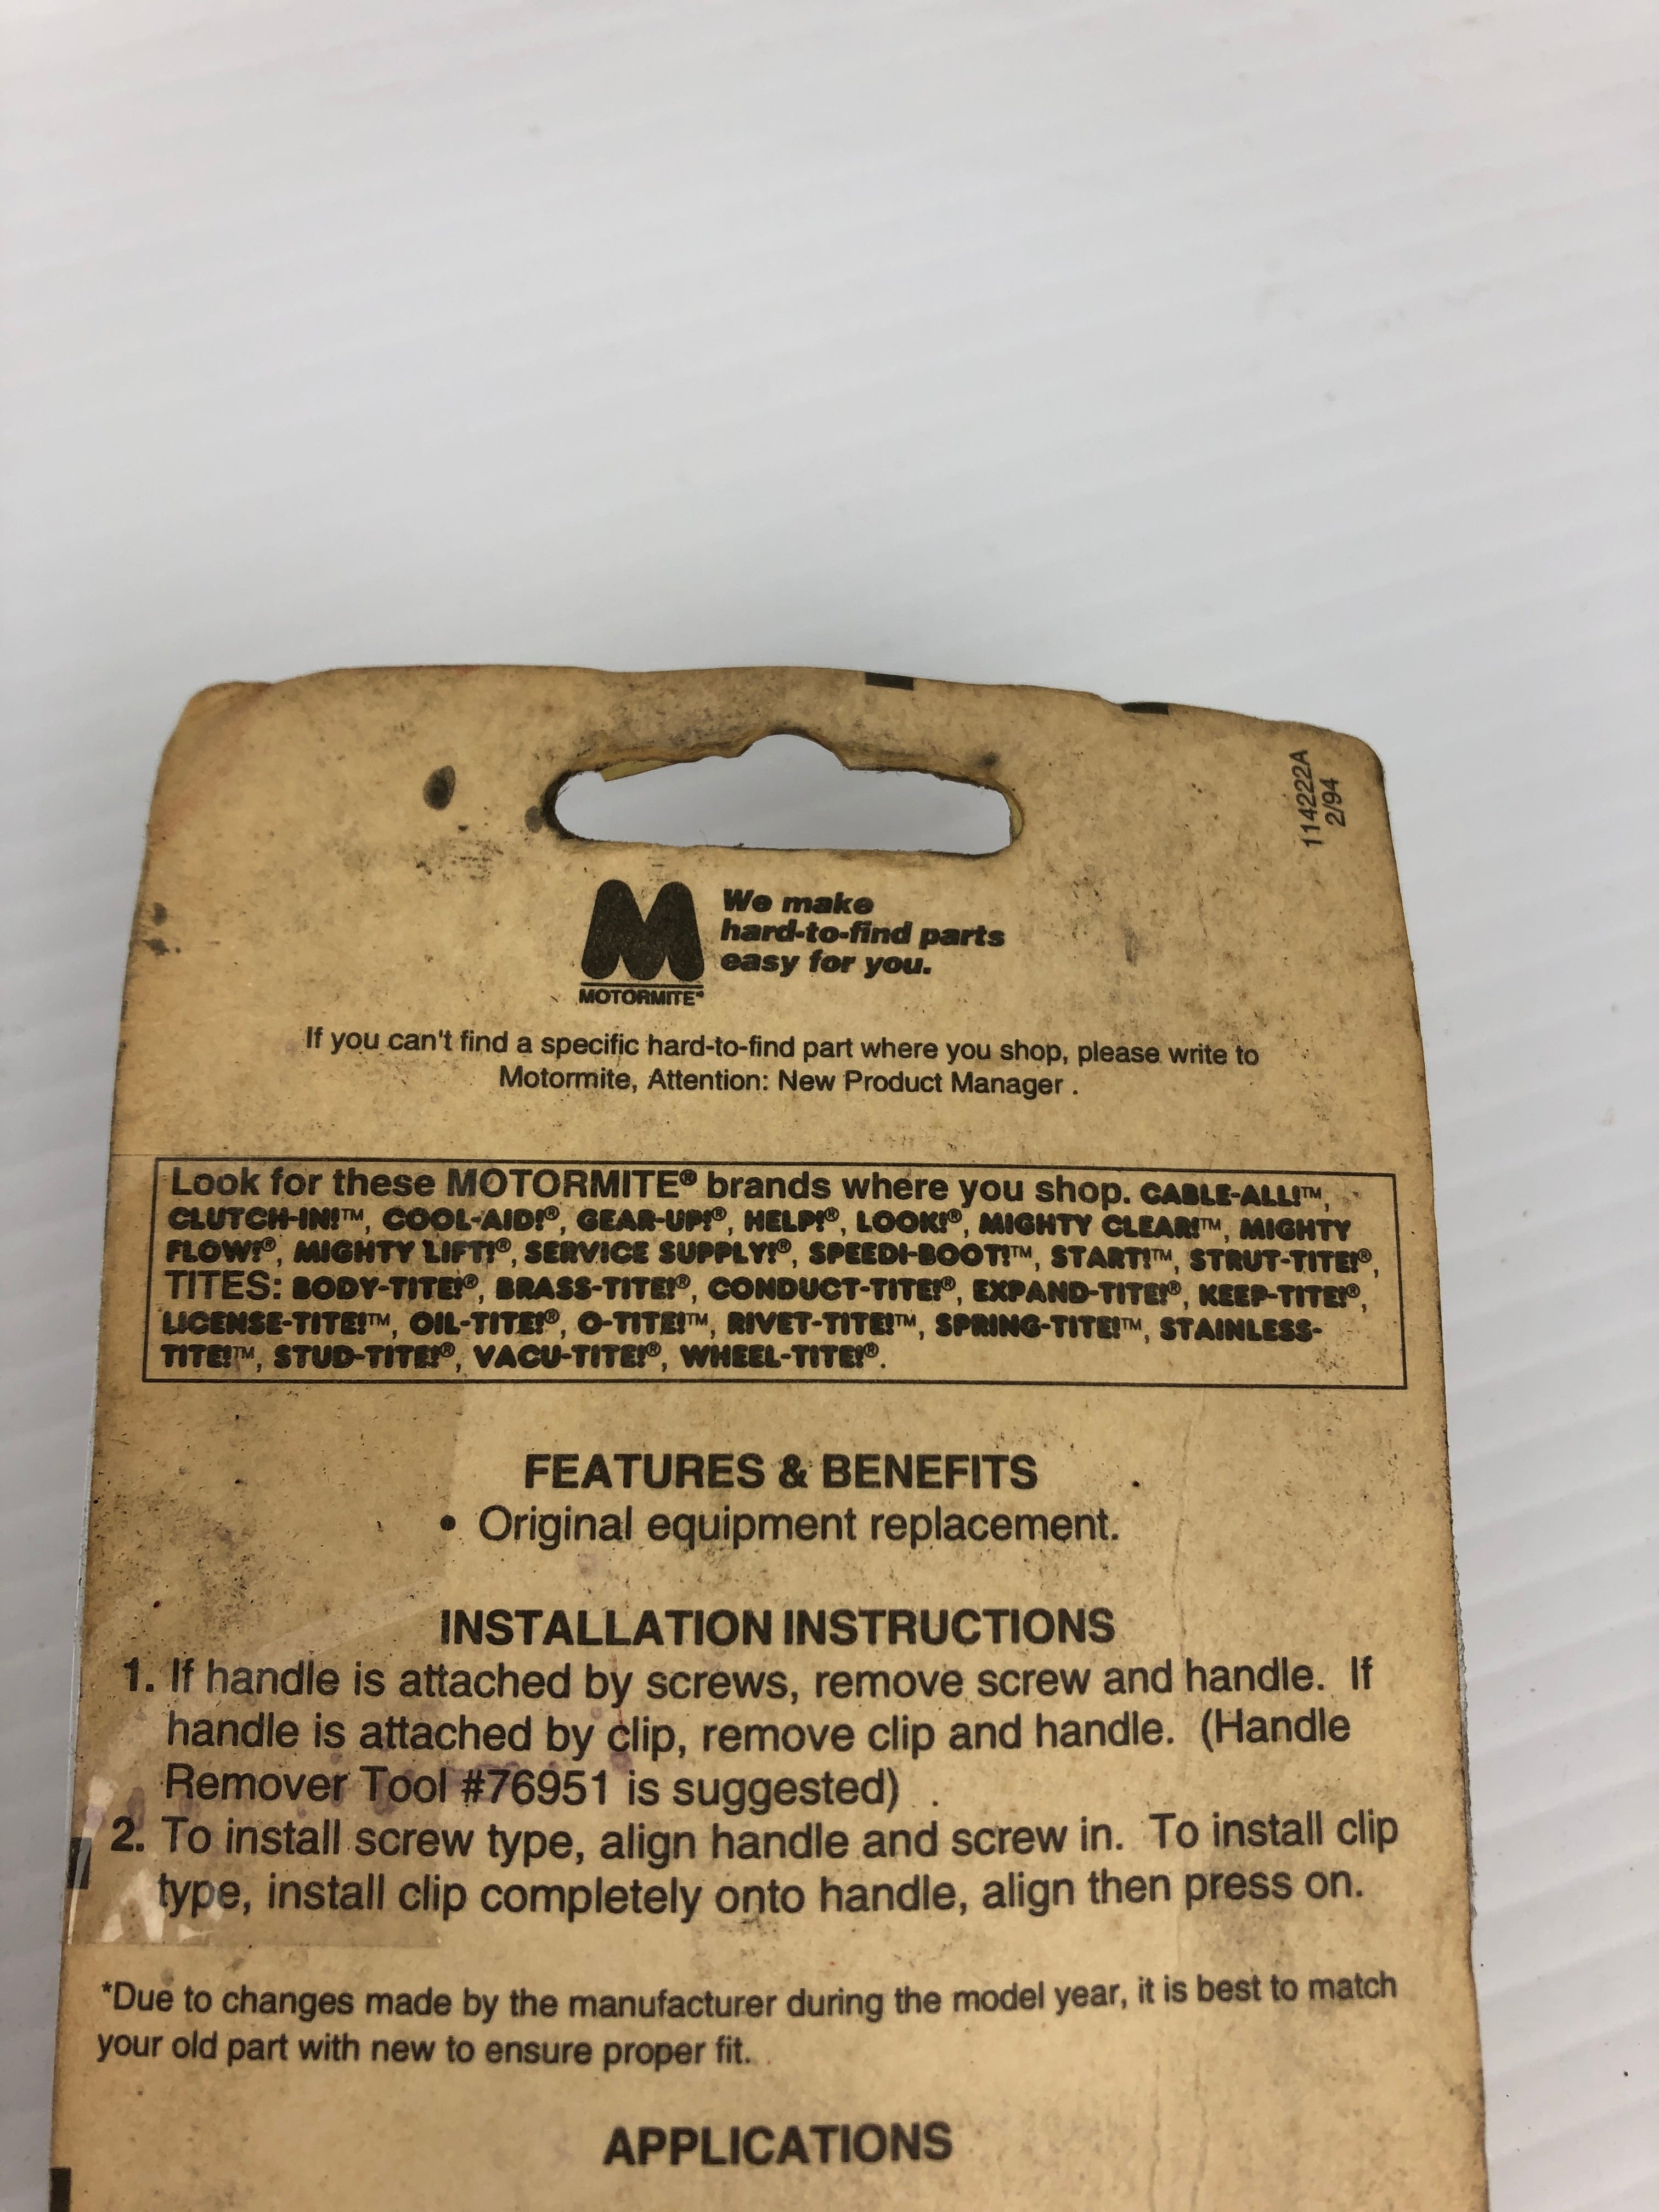 114222A
2/94
We make
hard-to-find parts
easy for you.
MOTORMITE®
If you can't find a specific hard-to-find part where you shop, please write to
Motormite, Attention: New Product Manager .
Look for these MOTORMITE® brands where you shop. CABLE-ALL!™,
CLUTCH-IN!™, COOL-AID!®, GEAR-UP!®, HELP!®, LOOK!®, MIGHTY CLEAR!™, MIGHTY
FLOW!®, MIGHTY LIFT!®, SERVICE SUPPLY!®, SPEEDI-BOOT!™, START!™, STRUT-TITE!®,
TITES: BODY-TITE!®, BRASS-TITE!®, CONDUCT-TITE!®, EXPAND-TITE!®, KEEP-TITE!®,
LICENSE-TITE!™, OIL-TITE!®, O-TITE!™, RIVET-TITE!™, SPRING-TITE!™, STAINLESS-
TITE!™, STUD-TITE!®, VACU-TITE!®, WHEEL-TITE!®.
FEATURES & BENEFITS
• Original equipment replacement.
INSTALLATION INSTRUCTIONS
1. If handle is attached by screws, remove screw and handle. If
handle is attached by clip, remove clip and handle. (Handle
Remover Tool #76951 is suggested) .
2. To install screw type, align handle and screw in. To install clip
type, install clip completely onto handle, align then press on.
*Due to changes made by the manufacturer during the model year, it is best to match
your old part with new to ensure proper fit.
APPLICATIONS